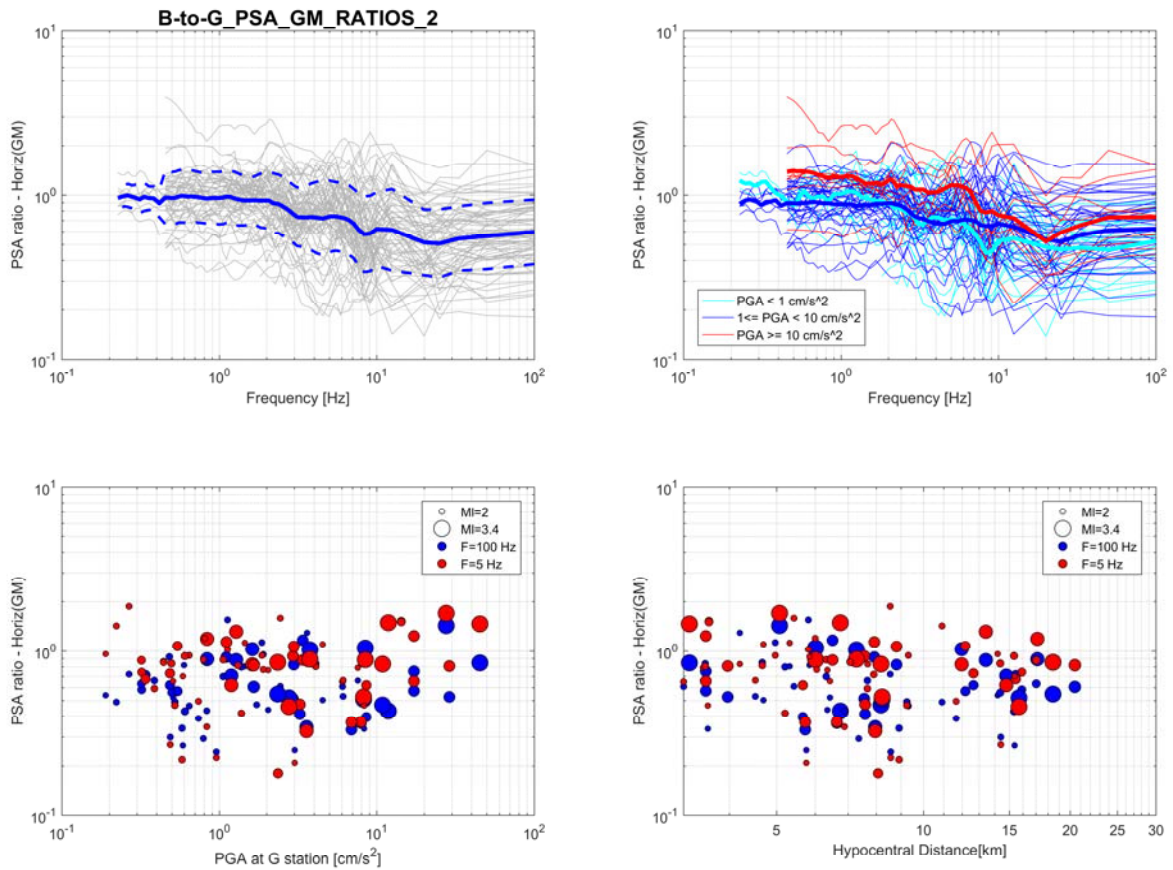 B-to-G_PSA_GM_RATIOS_2
10^1
10^0
10^-1
PSA ratio - Horiz(GM)
10^-1
10^0
10^1
10^2
Frequency [Hz]
10^1
10^0
10^-1
PSA ratio - Horiz(GM)
PGA < 1 cm/s^2
1<= PGA < 10 cm/s^2
PGA >= 10 cm/s^2
10^-1
10^0
10^1
10^2
Frequency [Hz]
10^1
10^0
10^-1
PSA ratio - Horiz(GM)
Ml=2
Ml=3.4
F=100 Hz
F=5 Hz
10^-1
10^0
10^1
10^2
PGA at G station [cm/s^2]
10^1
10^0
10^-1
PSA ratio - Horiz(GM)
Ml=2
Ml=3.4
F=100 Hz
F=5 Hz
5
10
15
20
25
30
Hypocentral Distance[km]